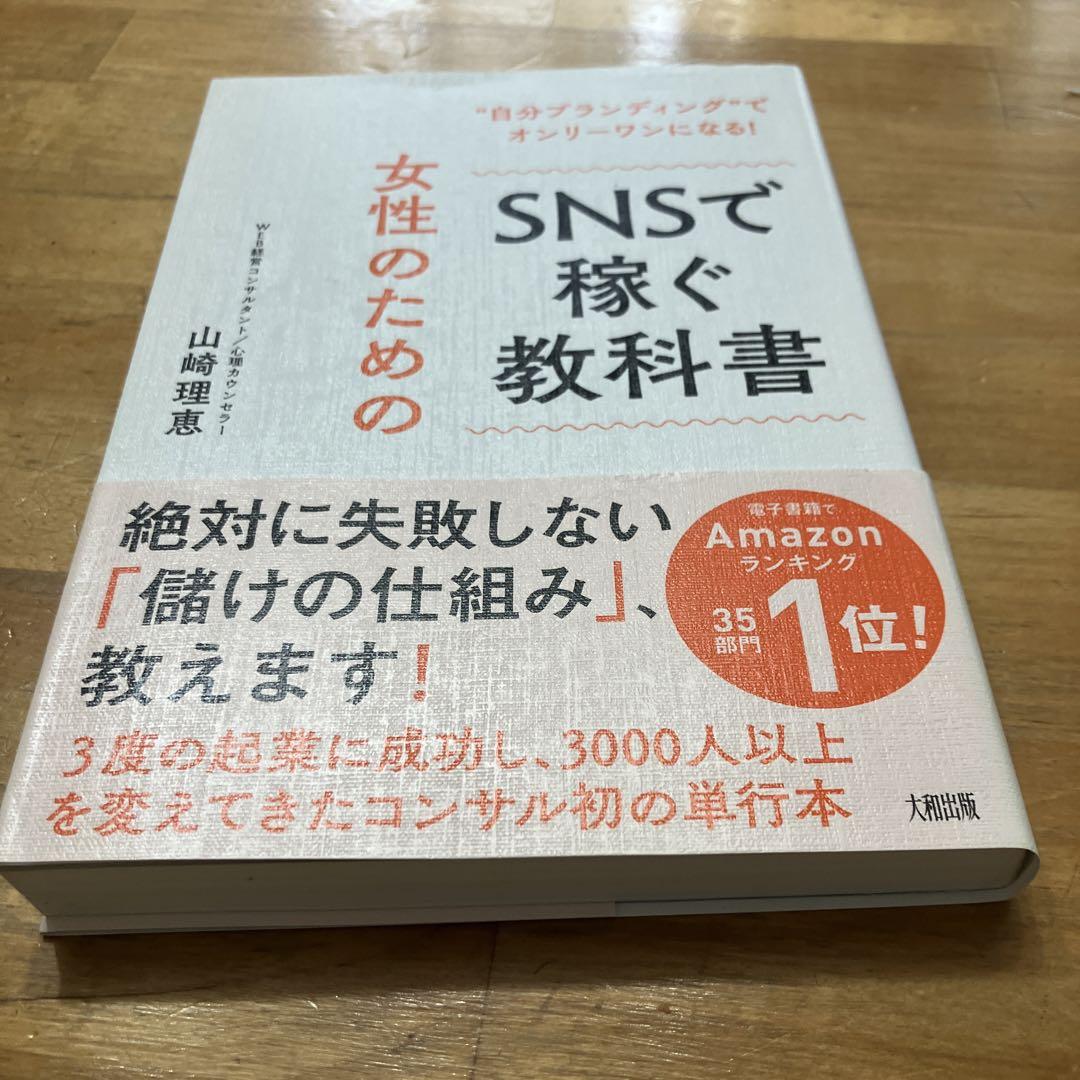 "自分ブランディング"で
オンリーワンになる!
女性のための
SNSで
稼ぐ
教科書
WEB経営コンサルタント/心理カウンセラー
山崎理恵
絶対に失敗しない
「儲けの仕組み」、
教えます!
電子書籍で
Amazon
ランキング
35
部門
1位!
3度の起業に成功し、3000人以上
を変えてきたコンサル初の単行本
大和出版